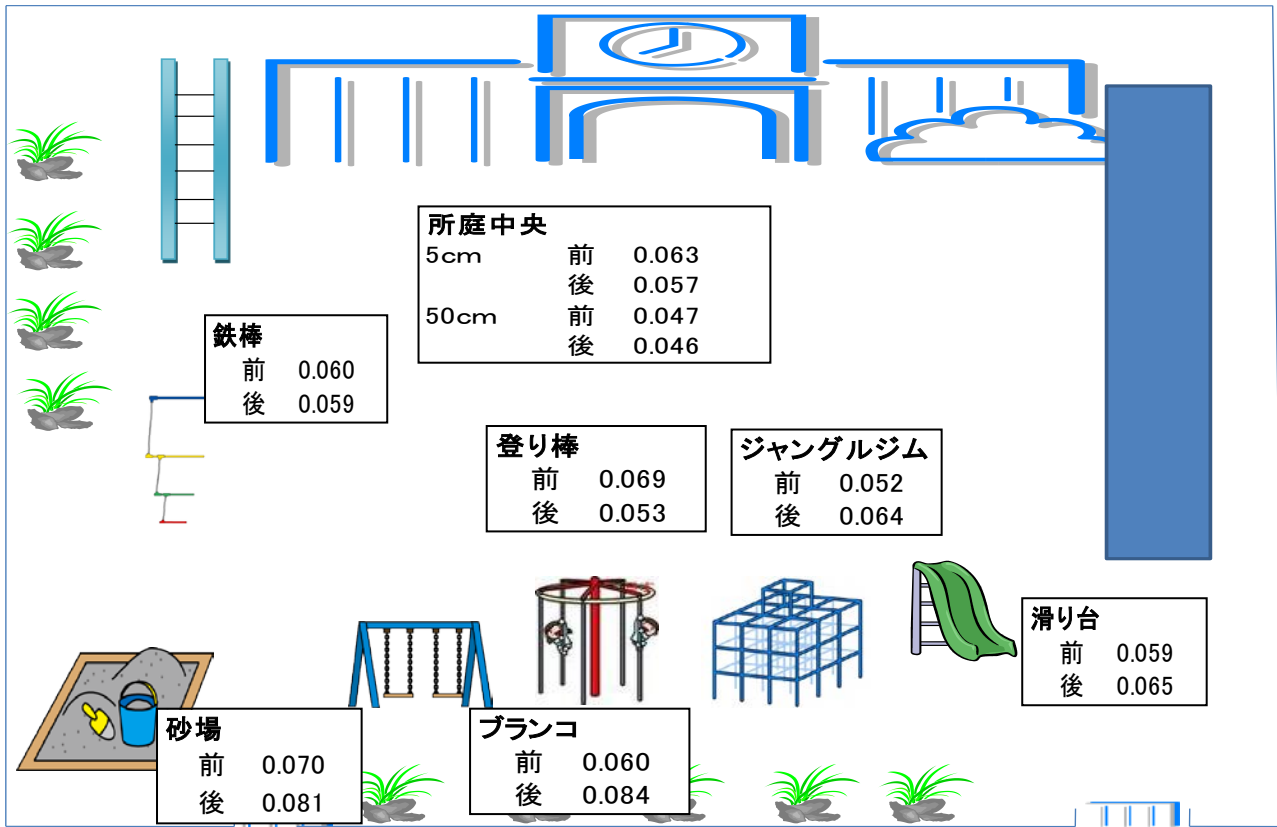 所庭中央
5cm 前 0.063
後 0.057
50cm 前 0.047
後 0.046
鉄棒
前 0.060
後 0.059
登り棒
前 0.069
後 0.053
ジャングルジム
前 0.052
後 0.064
滑り台
前 0.059
後 0.065
砂場
前 0.070
後 0.081
ブランコ
前 0.060
後 0.084